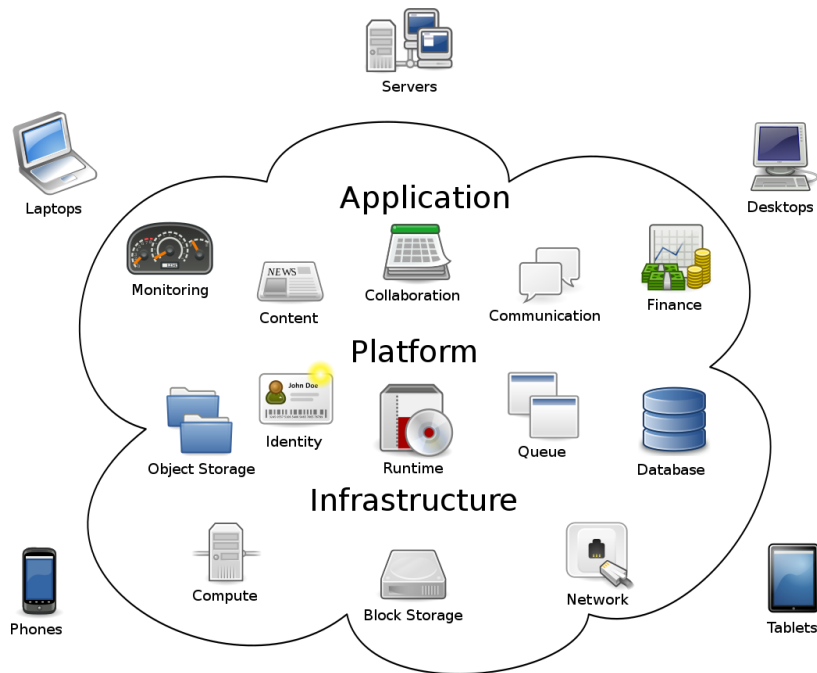 Servers
Laptops
Desktops
Application
Monitoring
NEWS
Content
Collaboration
Communication
Finance
Platform
Object Storage
John Doe
Identity
Runtime
Queue
Database
Infrastructure
Compute
Block Storage
Network
Phones
Tablets